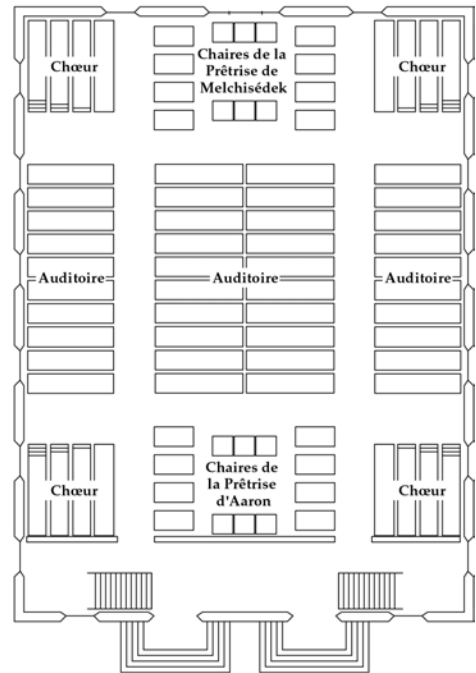 Chœur
Chaires de la
Prêtrise de
Melchisédek
Chœur
Auditoire
Auditoire
Auditoire
Chœur
Chaires de
la Prêtrise
d'Aaron
Chœur